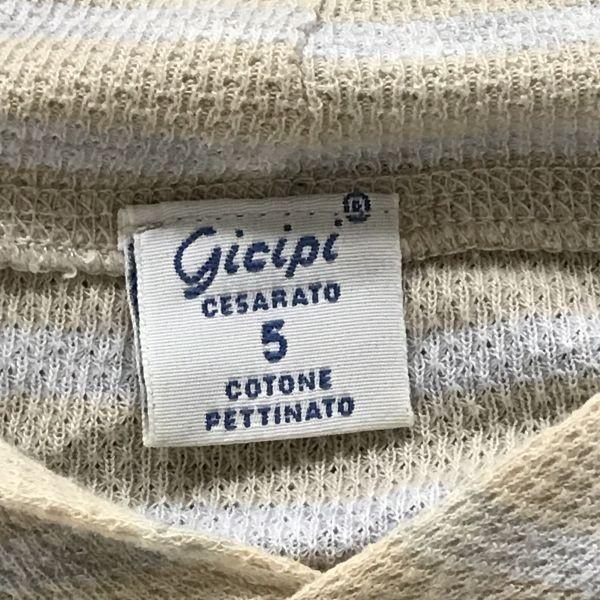 Gicipi
CESARATO
5
COTONE
PETTINATO